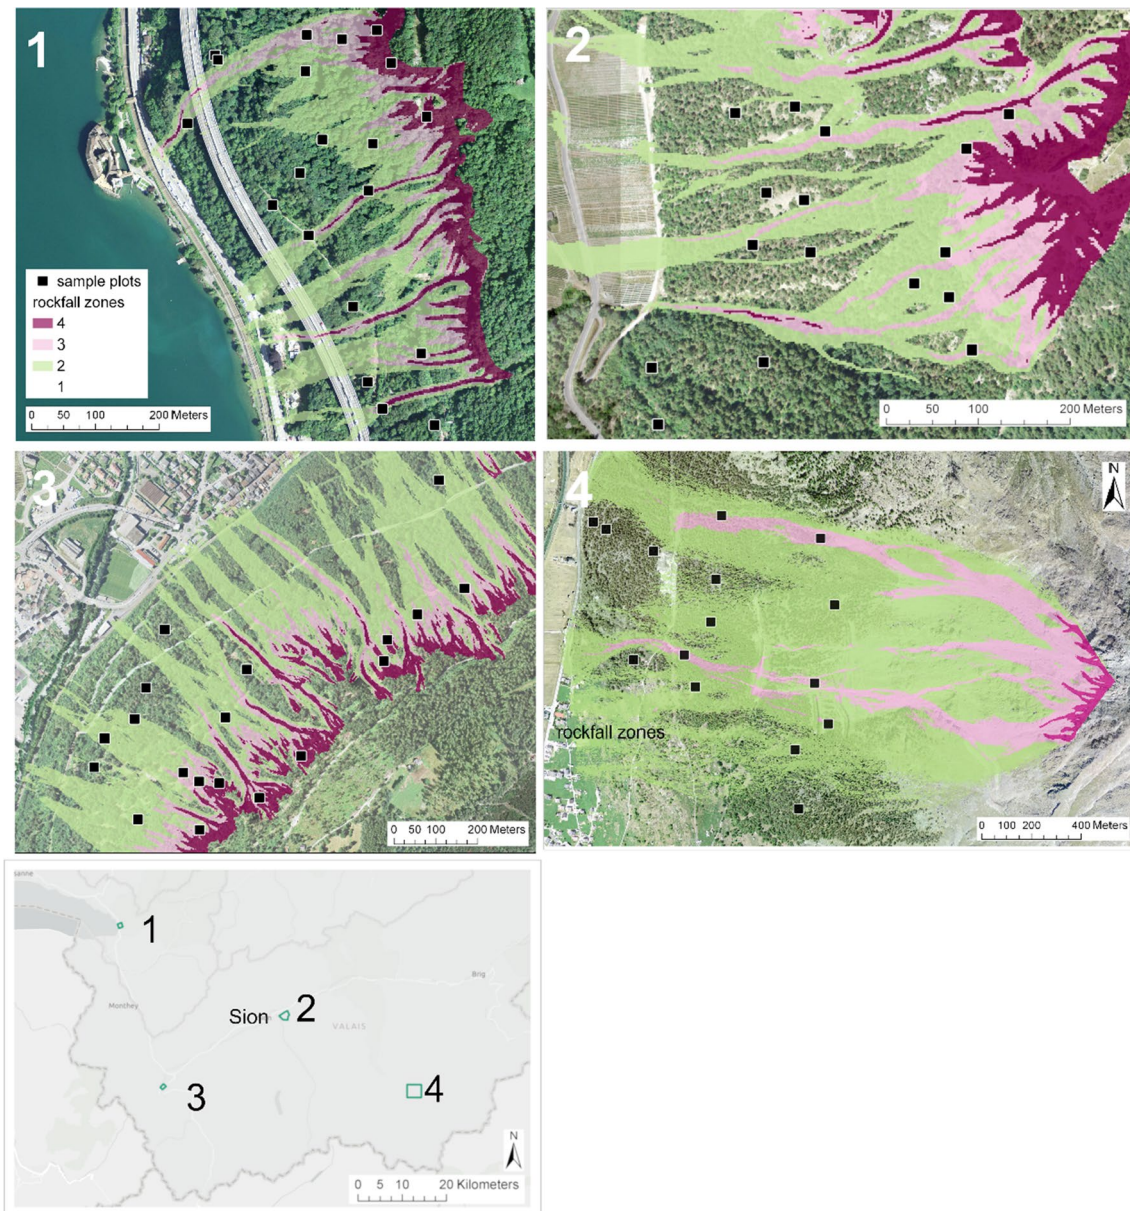 1
sample plots
rockfall zones
4
3
2
1
0 50 100 200 Meters
2
0 50 100 200 Meters
3
0 50 100 200 Meters
4
N
rockfall zones
0 100 200 400 Meters
sanne
1
Monthey
Sion
2
VALAIS
Brig
3
4
N
0 5 10 20 Kilometers